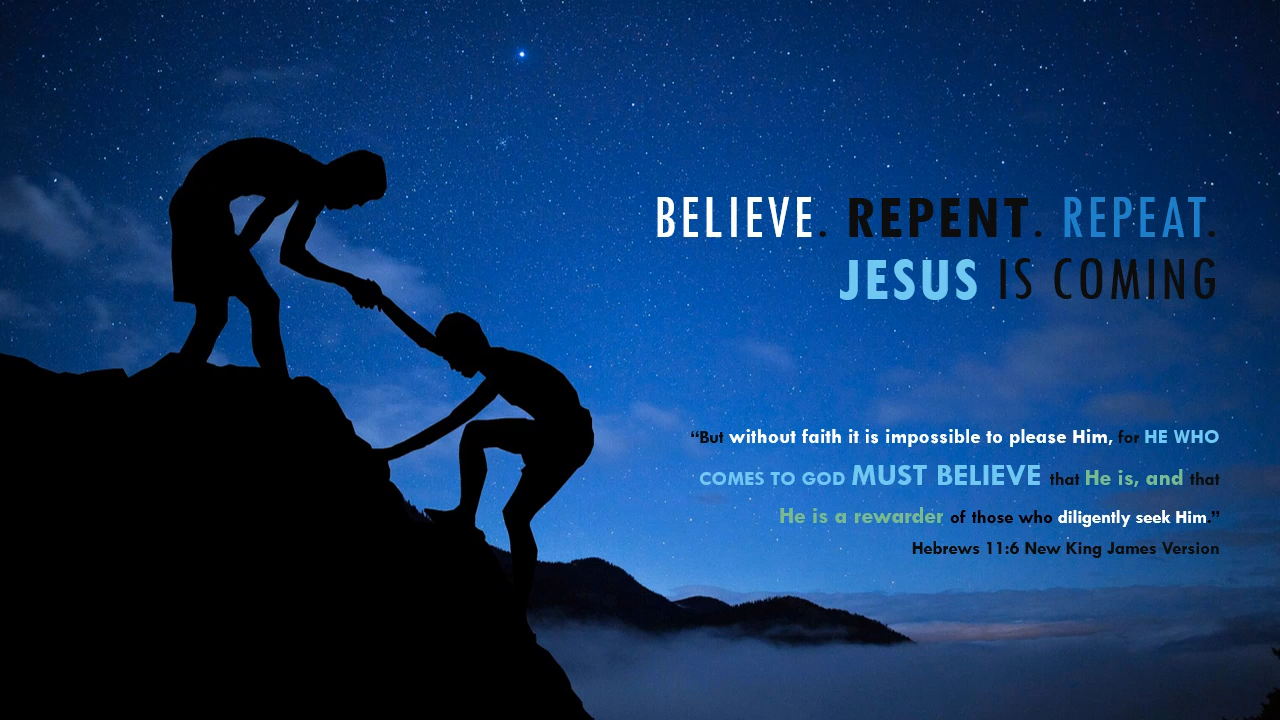 BELIEVE. REPENT. REPEAT.
JESUS IS COMING
“But without faith it is impossible to please Him, for HE WHO
COMES TO GOD MUST BELIEVE that He is, and that
He is a rewarder of those who diligently seek Him.”
Hebrews 11:6 New King James Version